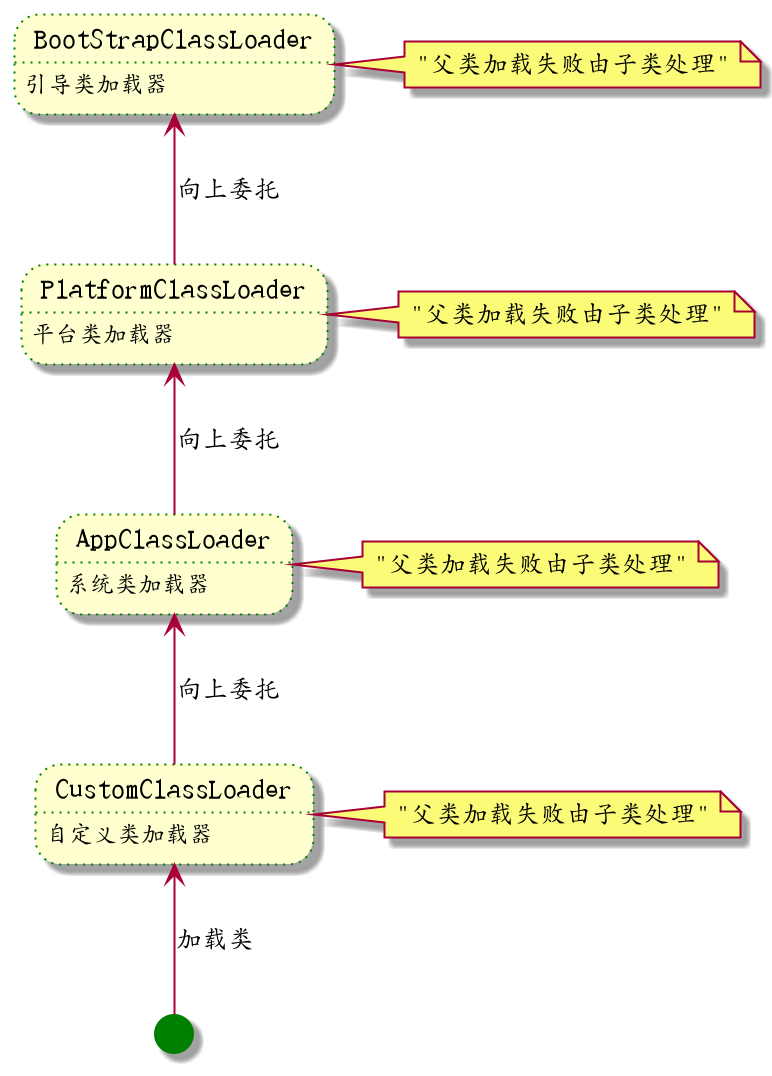 BootStrapClassLoader
引导类加载器
"父类加载失败由子类处理"
向上委托
PlatformClassLoader
平台类加载器
"父类加载失败由子类处理"
向上委托
AppClassLoader
系统类加载器
"父类加载失败由子类处理"
向上委托
CustomClassLoader
自定义类加载器
"父类加载失败由子类处理"
加载类